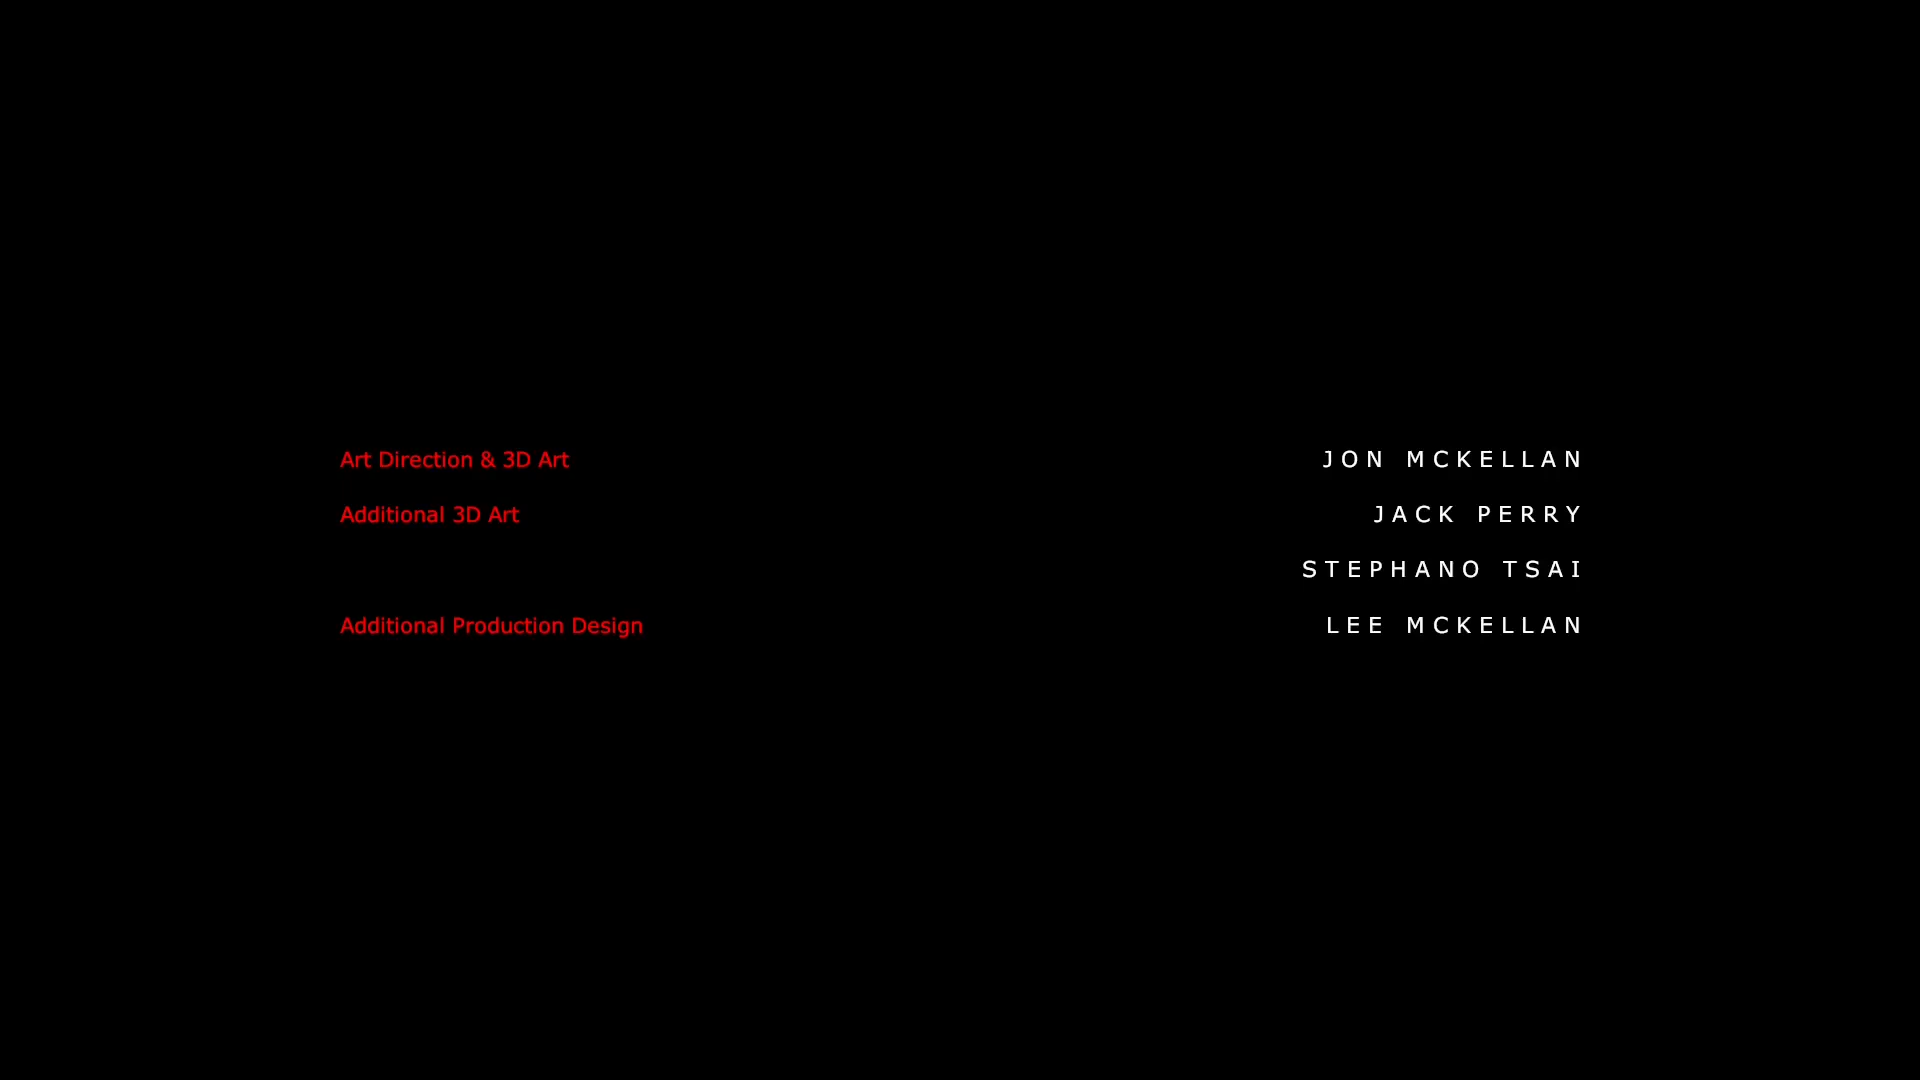 Art Direction & 3D Art JON MCKELLAN
Additional 3D Art JACK PERRY
STEPHANO TSAI
Additional Production Design LEE MCKELLAN